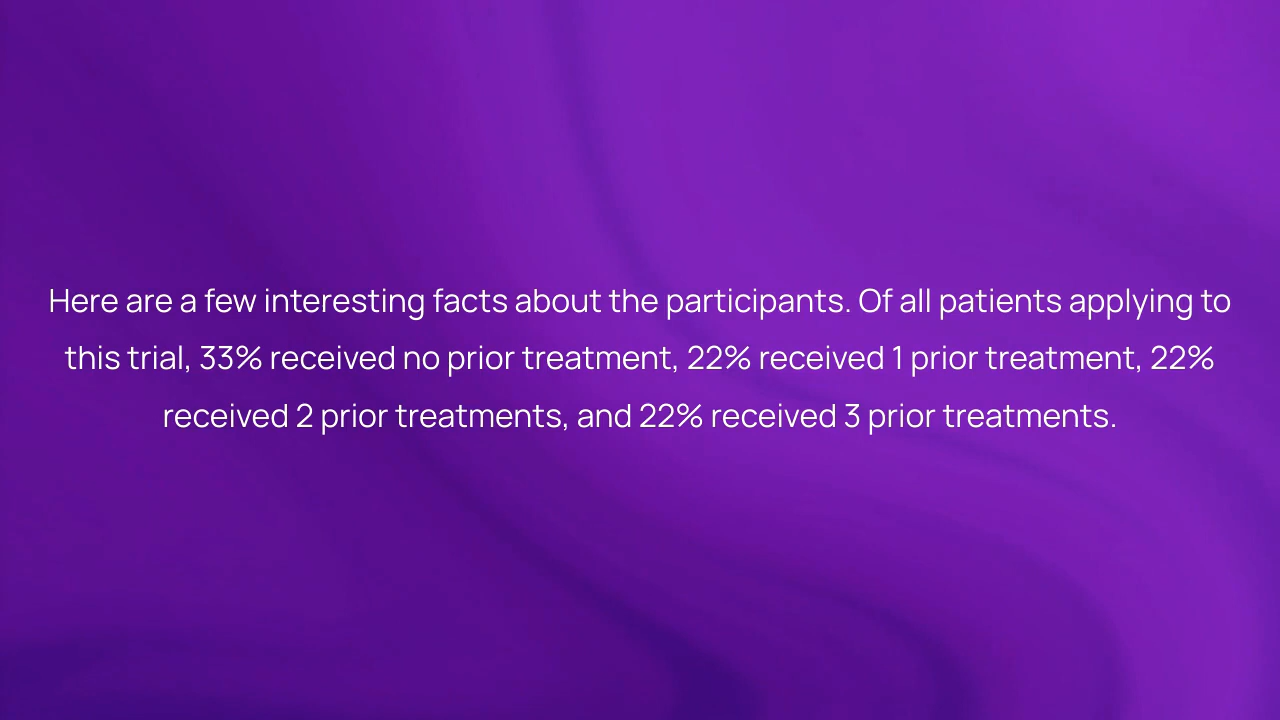 Here are a few interesting facts about the participants. Of all patients applying to
this trial, 33% received no prior treatment, 22% received 1 prior treatment, 22%
received 2 prior treatments, and 22% received 3 prior treatments.